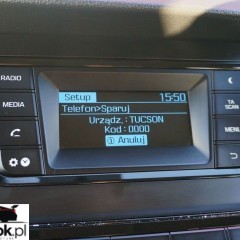 Setup 15:50
Telefon>Sparuj
Urządz. : TUCSON
Kod : 0000
① Anuluj
RADIO
MEDIA
TA
SCAN
MENU
ok.pl